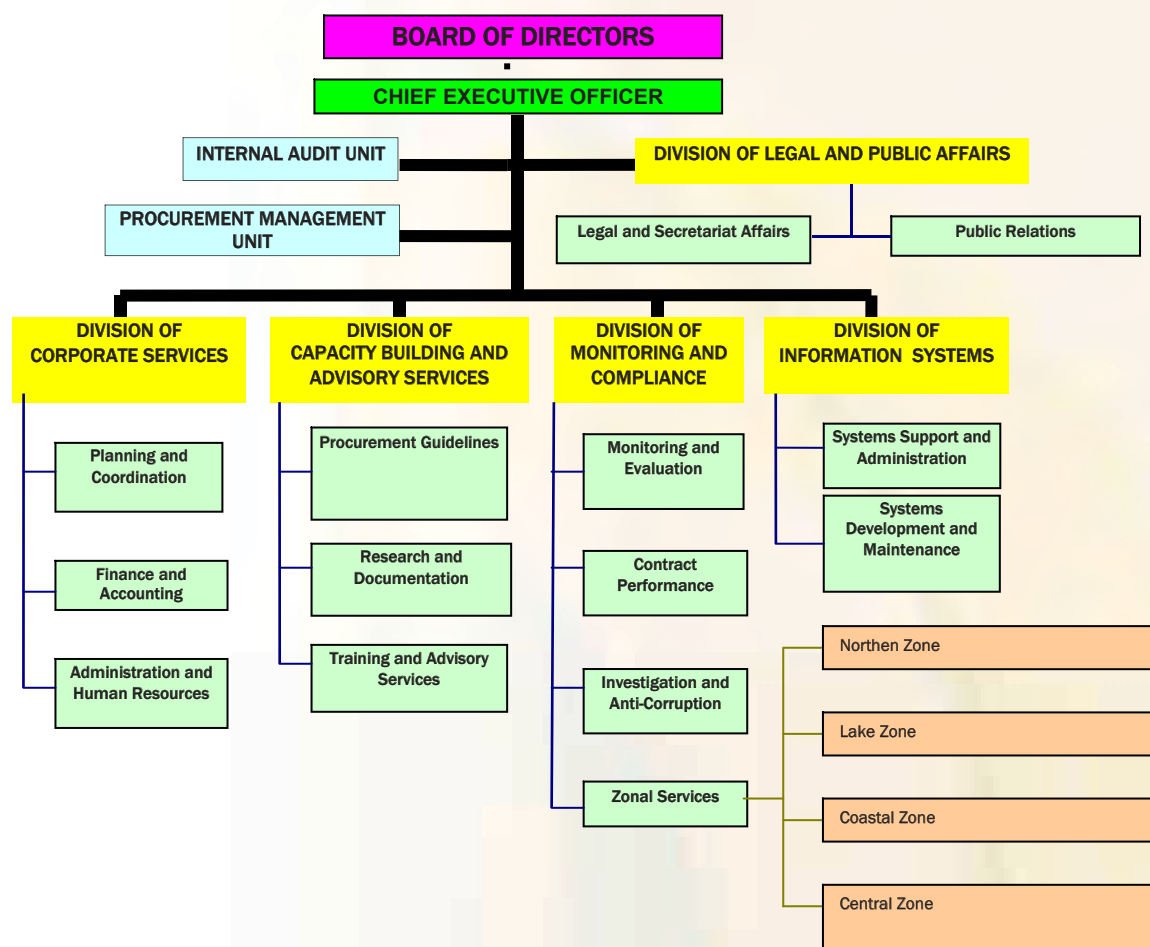 BOARD OF DIRECTORS
CHIEF EXECUTIVE OFFICER
INTERNAL AUDIT UNIT
DIVISION OF LEGAL AND PUBLIC AFFAIRS
PROCUREMENT MANAGEMENT
UNIT
Legal and Secretariat Affairs
Public Relations
DIVISION OF
CORPORATE SERVICES
Planning and
Coordination
Finance and
Accounting
Administration and
Human Resources
DIVISION OF
CAPACITY BUILDING AND
ADVISORY SERVICES
Procurement Guidelines
Research and
Documentation
Training and Advisory
Services
DIVISION OF
MONITORING AND
COMPLIANCE
Monitoring and
Evaluation
Contract
Performance
Investigation and
Anti-Corruption
Zonal Services
DIVISION OF
INFORMATION SYSTEMS
Systems Support and
Administration
Systems
Development and
Maintenance
Northen Zone
Lake Zone
Coastal Zone
Central Zone